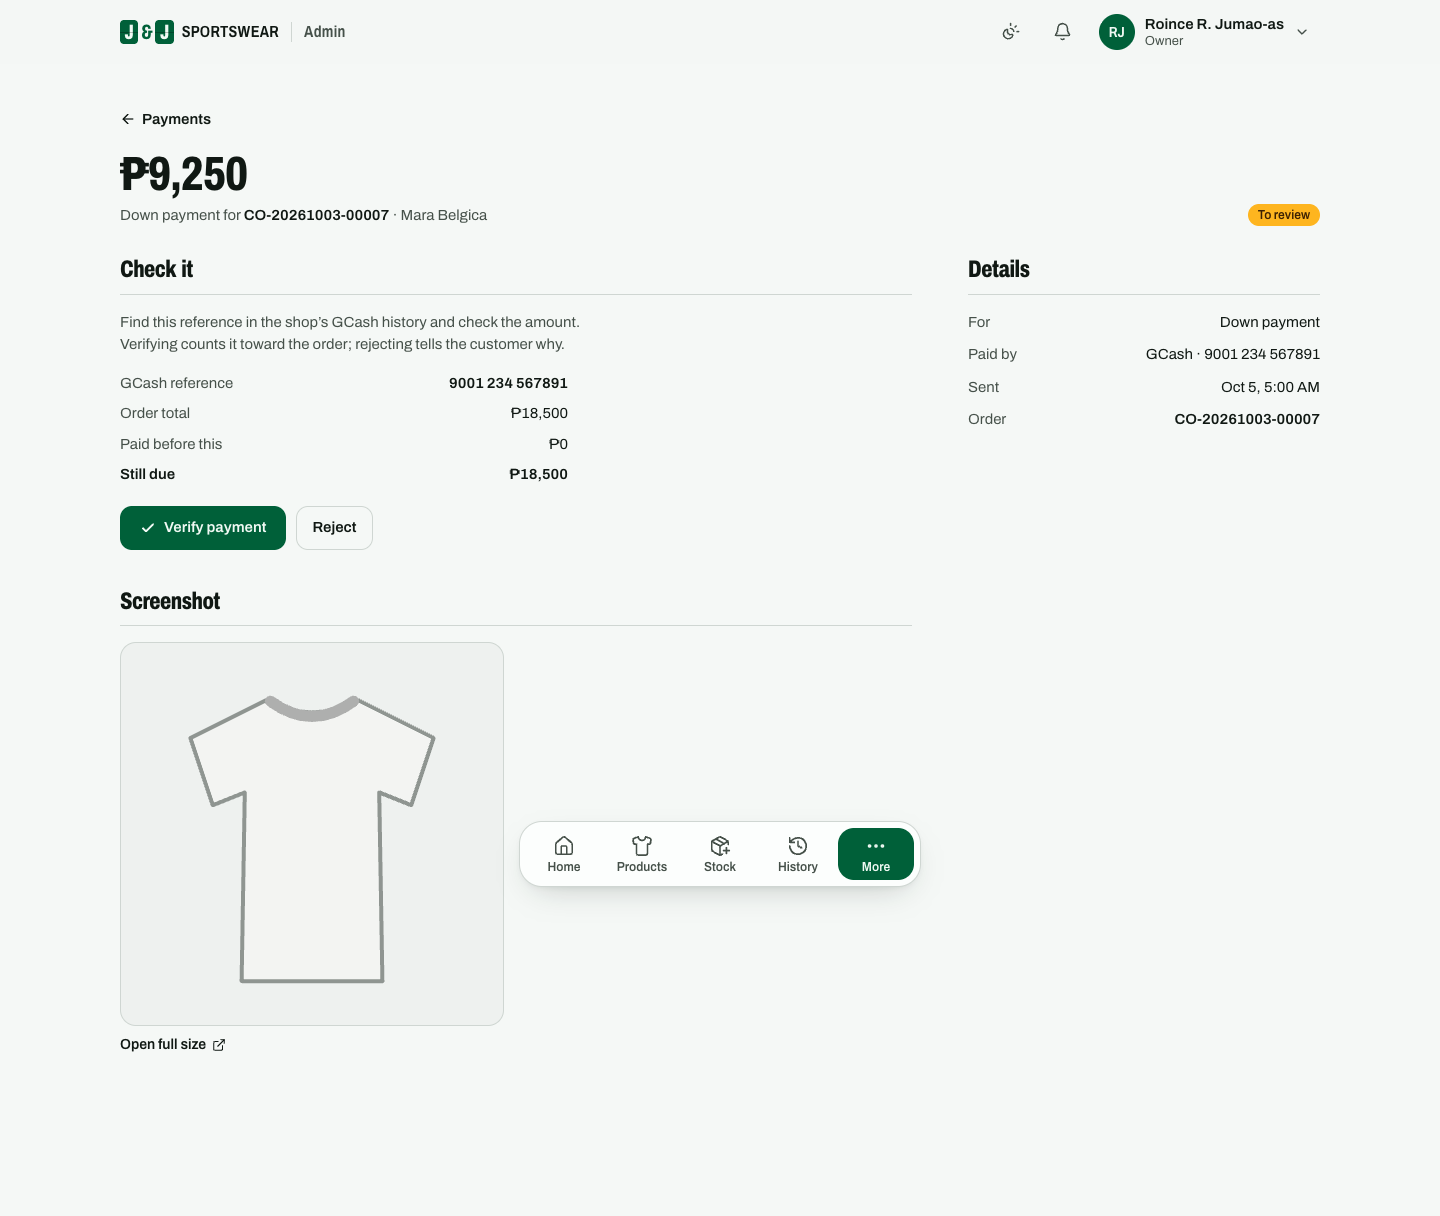 J & J SPORTSWEAR Admin
RJ Roince R. Jumao-as
Owner
Payments
₱9,250
Down payment for CO-20261003-00007 · Mara Belgica
To review
Check it
Find this reference in the shop's GCash history and check the amount.
Verifying counts it toward the order; rejecting tells the customer why.
GCash reference 9001 234 567891
Order total ₱18,500
Paid before this ₱0
Still due ₱18,500
Verify payment Reject
Details
For Down payment
Paid by GCash · 9001 234 567891
Sent Oct 5, 5:00 AM
Order CO-20261003-00007
Screenshot
Open full size
Home Products Stock History More